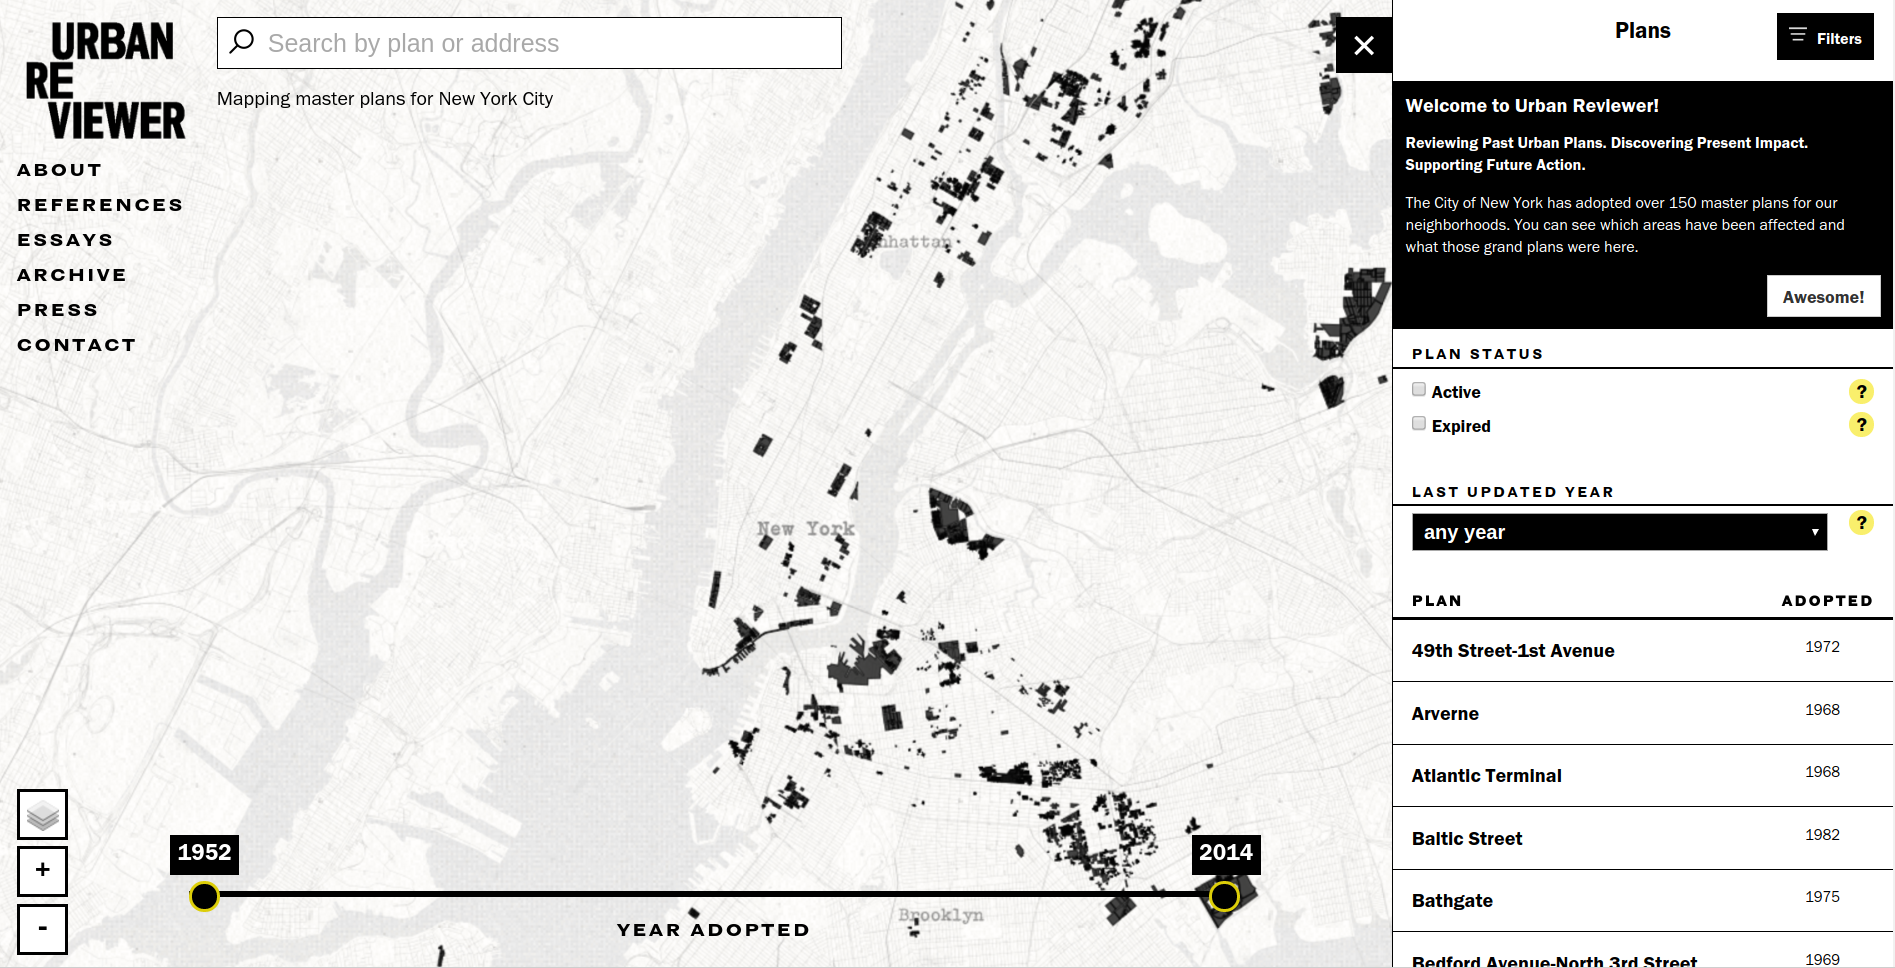 URBAN
RE
VIEWER
Search by plan or address
Mapping master plans for New York City
ABOUT
REFERENCES
ESSAYS
ARCHIVE
PRESS
CONTACT
Manhattan
New York
Brooklyn
+
-
1952
2014
YEAR ADOPTED
Plans
Filters
Welcome to Urban Reviewer!
Reviewing Past Urban Plans. Discovering Present Impact.
Supporting Future Action.
The City of New York has adopted over 150 master plans for our
neighborhoods. You can see which areas have been affected and
what those grand plans were here.
Awesome!
PLAN STATUS
Active ?
Expired ?
LAST UPDATED YEAR
any year ?
PLAN ADOPTED
49th Street-1st Avenue 1972
Arverne 1968
Atlantic Terminal 1968
Baltic Street 1982
Bathgate 1975
Bedford Avenue-North 3rd Street 1969